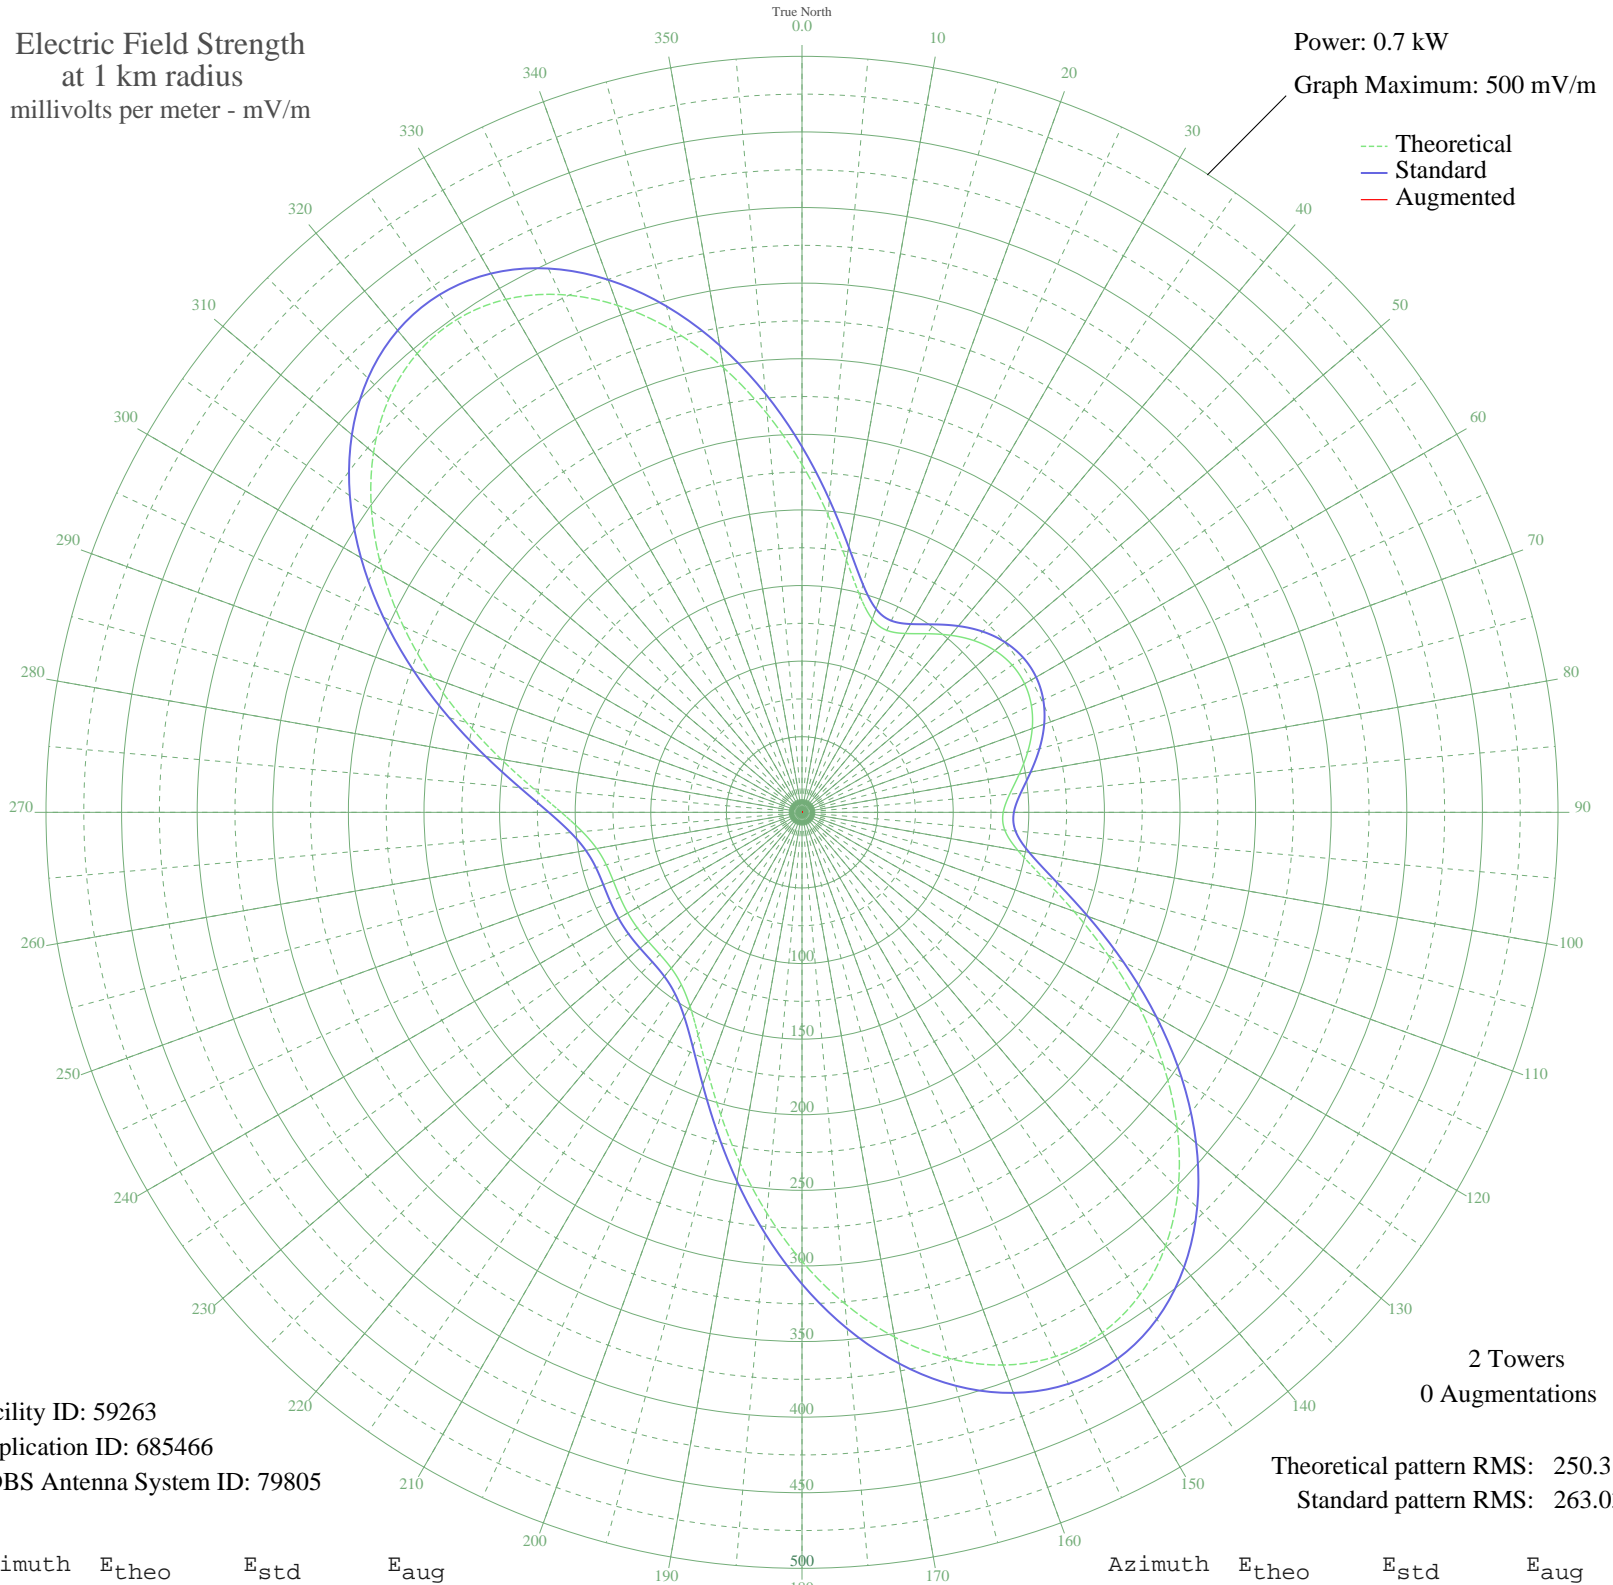 True North
0.0
Electric Field Strength
at 1 km radius
millivolts per meter - mV/m
Power: 0.7 kW
Graph Maximum: 500 mV/m
Theoretical
Standard
Augmented
10
20
30
40
50
60
70
80
90
100
110
120
130
140
150
160
170
190
200
210
220
230
240
250
260
270
280
290
300
310
320
330
340
350
100
150
200
250
300
350
400
450
500
2 Towers
0 Augmentations
cility ID: 59263
plication ID: 685466
DBS Antenna System ID: 79805
Theoretical pattern RMS: 250.3
Standard pattern RMS: 263.0
imuth Etheo Estd Eaug
Azimuth Etheo Estd Eaug